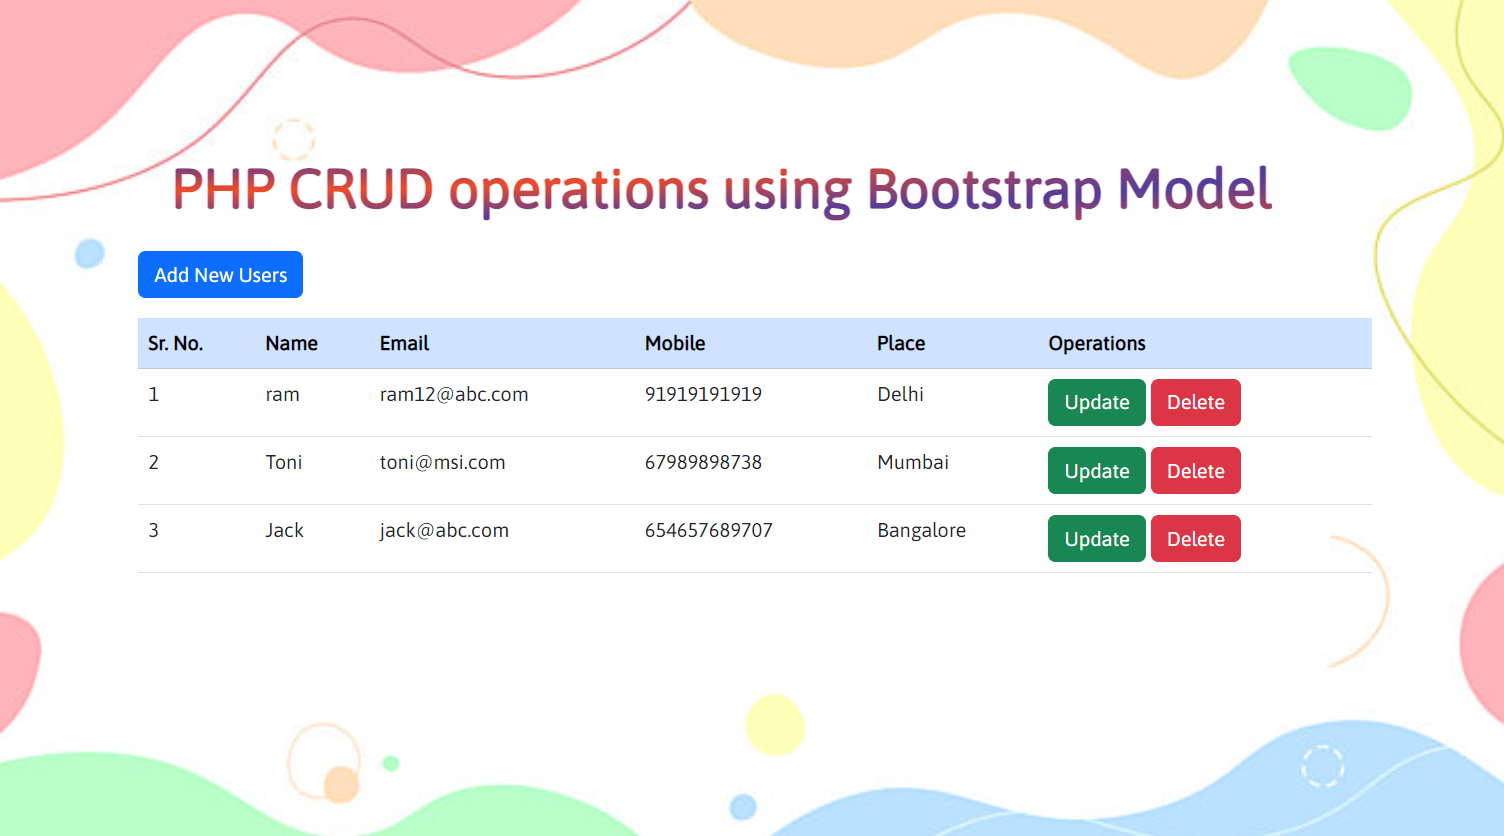 PHP CRUD operations using Bootstrap Model
Add New Users
Sr. No. Name Email Mobile Place Operations
1 ram ram12@abc.com 91919191919 Delhi Update Delete
2 Toni toni@msi.com 67989898738 Mumbai Update Delete
3 Jack jack@abc.com 654657689707 Bangalore Update Delete